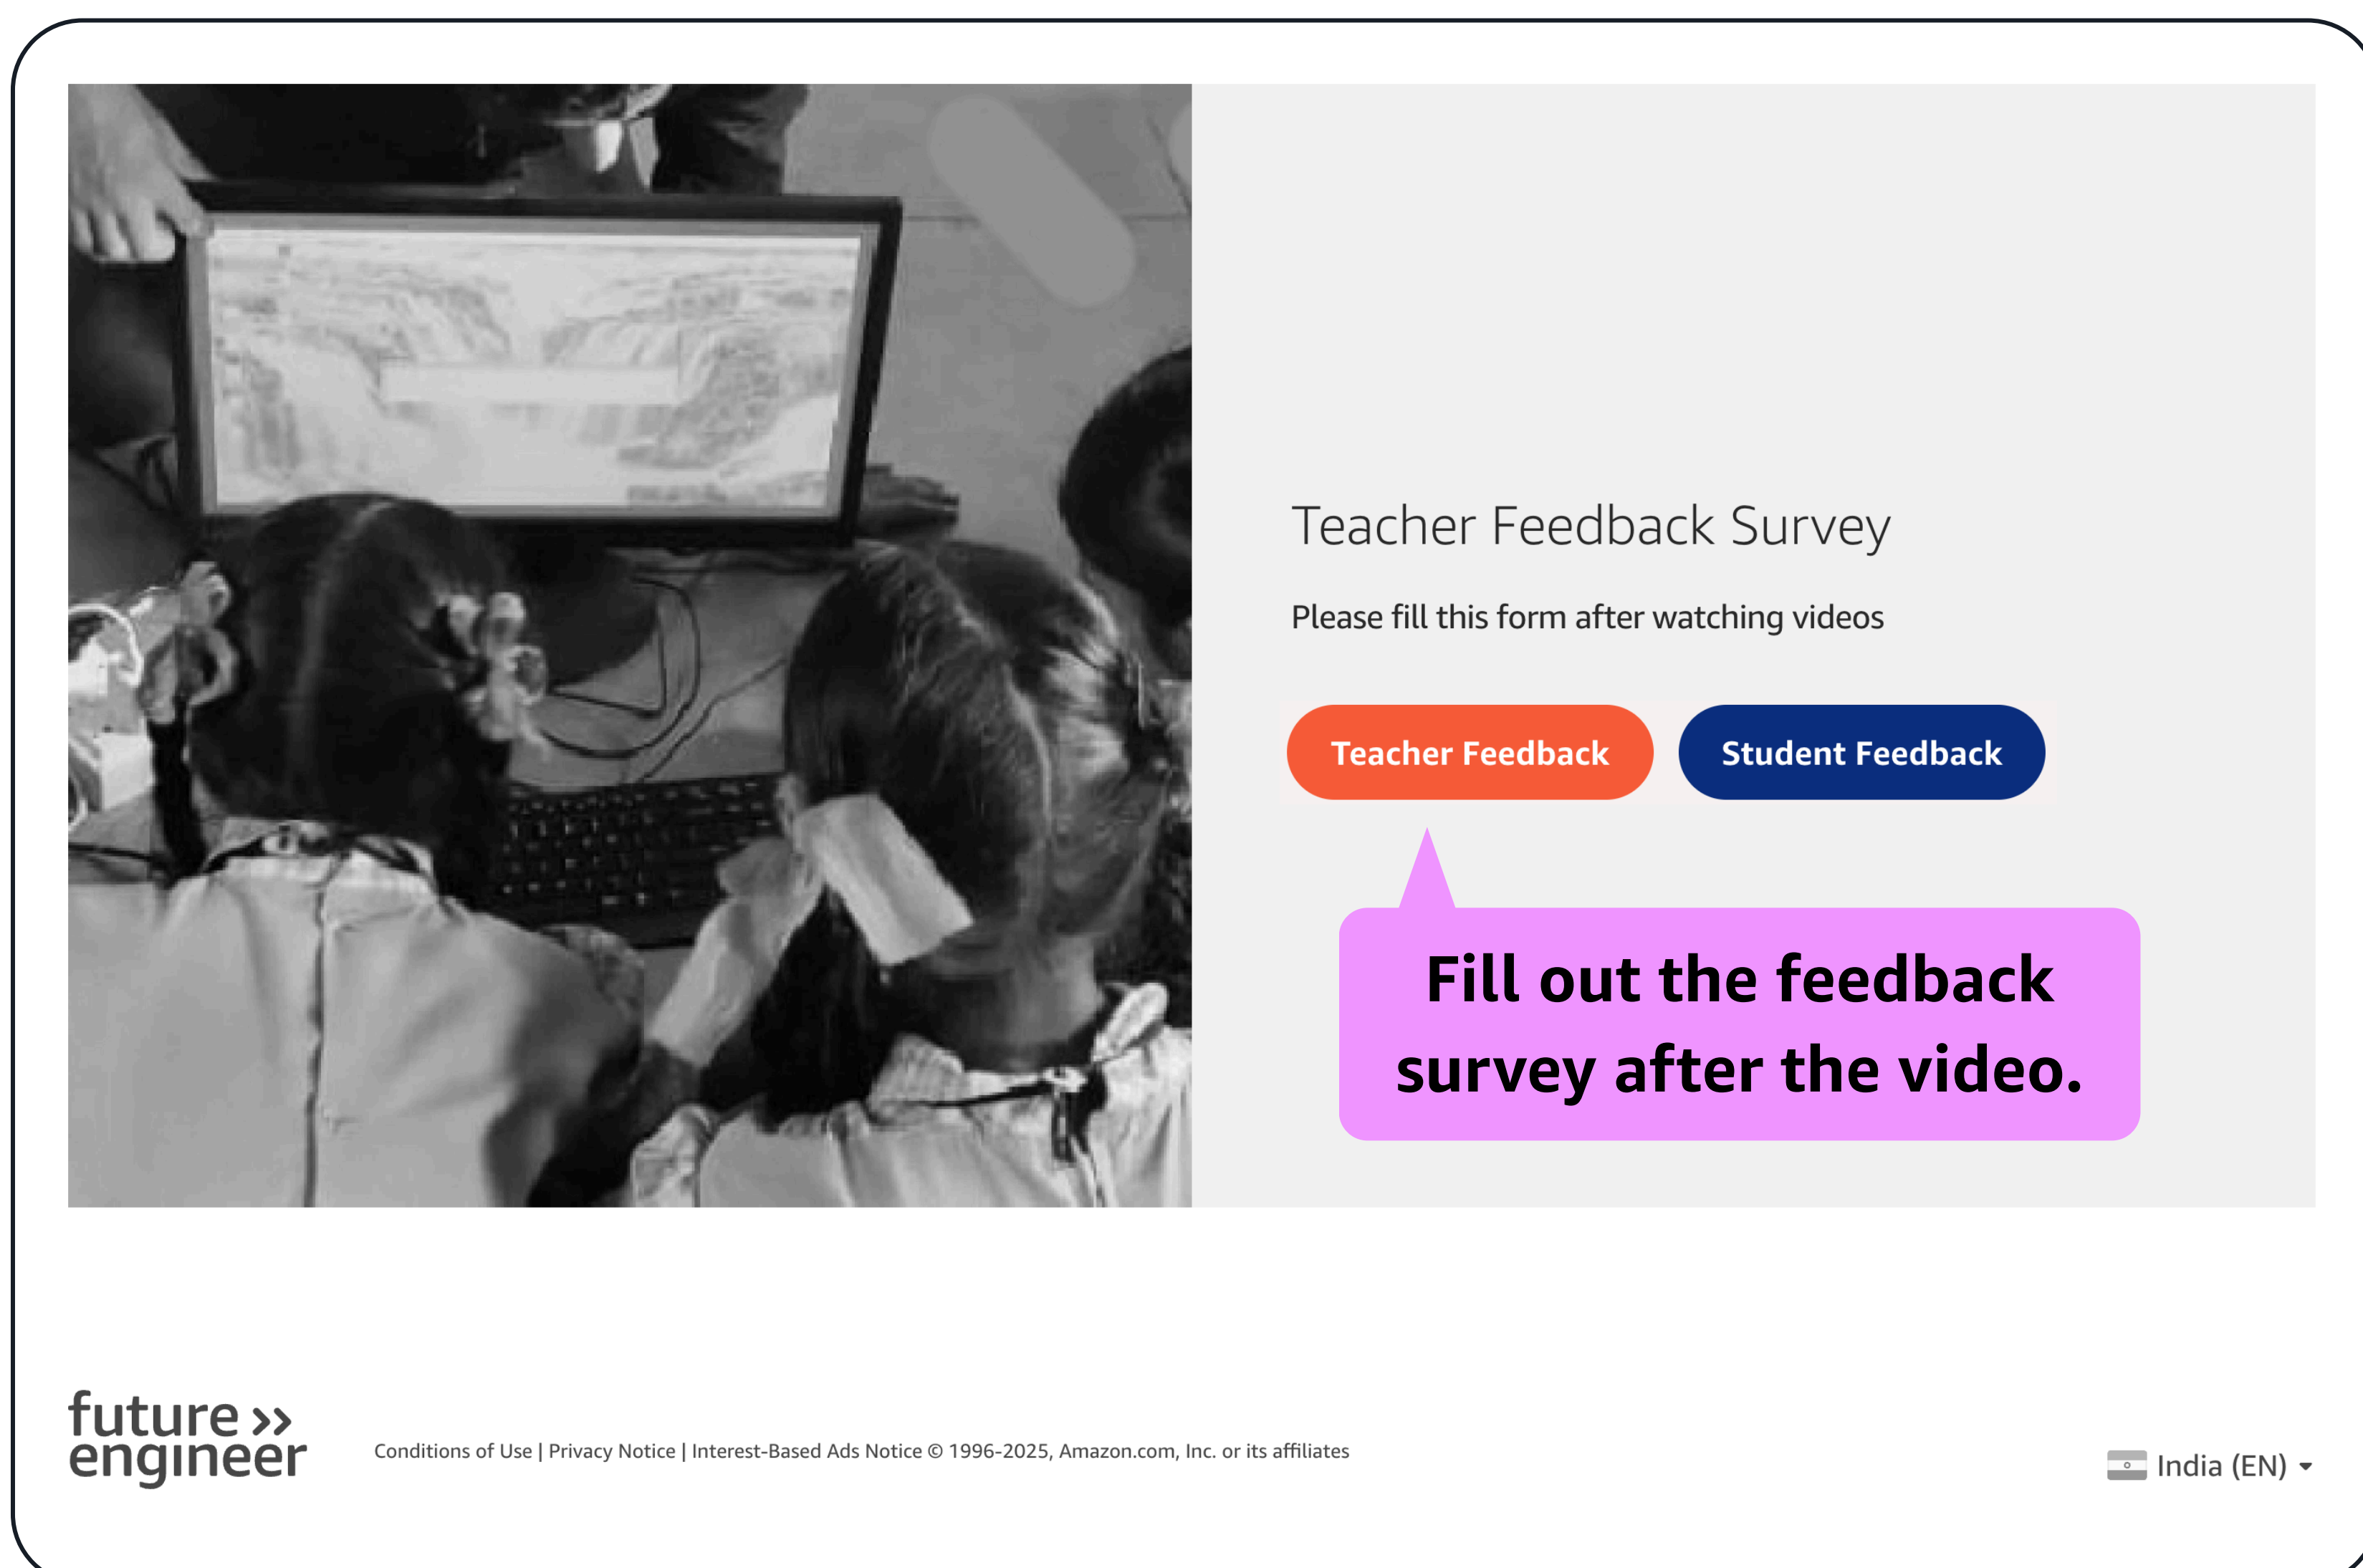 Teacher Feedback Survey
Please fill this form after watching videos
Teacher Feedback
Student Feedback
Fill out the feedback
survey after the video.
future
engineer
Conditions of Use | Privacy Notice | Interest-Based Ads Notice © 1996-2025, Amazon.com, Inc. or its affiliates
India (EN)